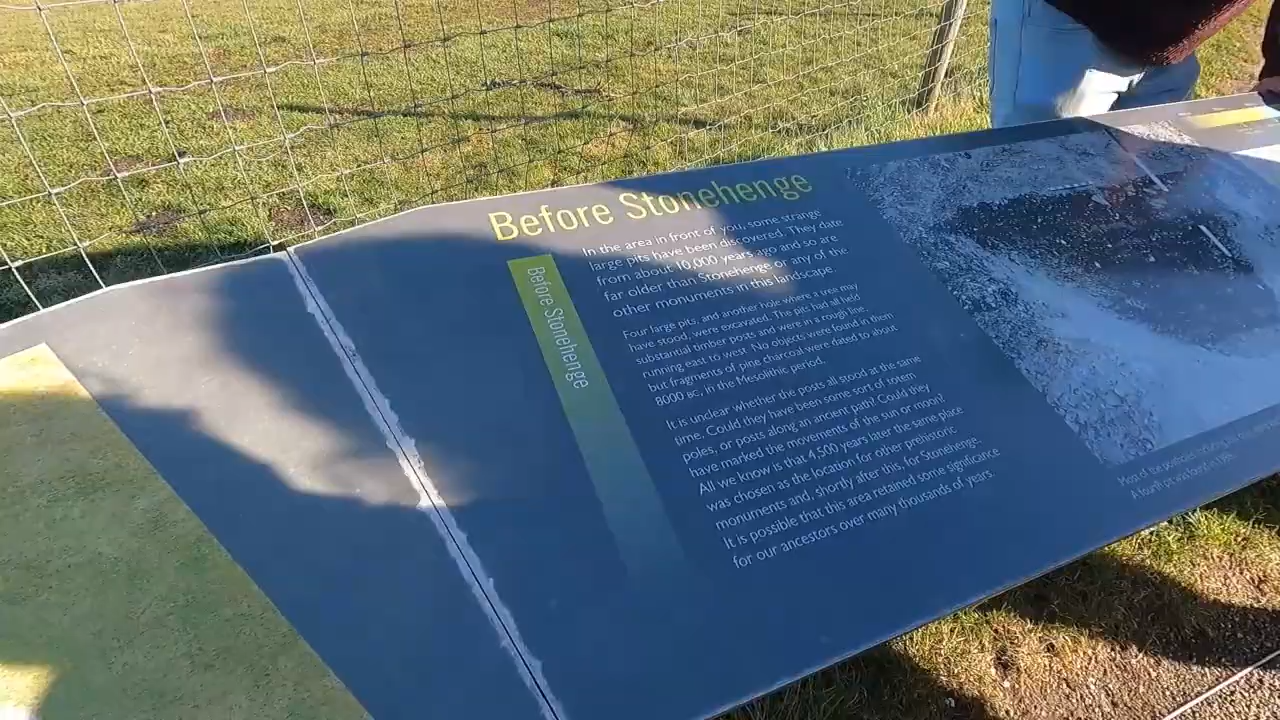 Before Stonehenge
Before Stonehenge
In the area in front of you, some strange
large pits have been discovered. They date
from about 10,000 years ago and so are
far older than Stonehenge or any of the
other monuments in this landscape.
Four large pits, and another hole where a tree may
have stood, were excavated. The pits had all held
substantial timber posts and were in a rough line
running east to west. No objects were found in them
but fragments of pine charcoal were dated to about
8000 BC, in the Mesolithic period.
It is unclear whether the posts all stood at the same
time. Could they have been some sort of totem
poles, or posts along an ancient path? Could they
have marked the movements of the sun or moon?
All we know is that 4,500 years later the same place
was chosen as the location for other prehistoric
monuments and, shortly after this, for Stonehenge.
It is possible that this area retained some significance
for our ancestors over many thousands of years.